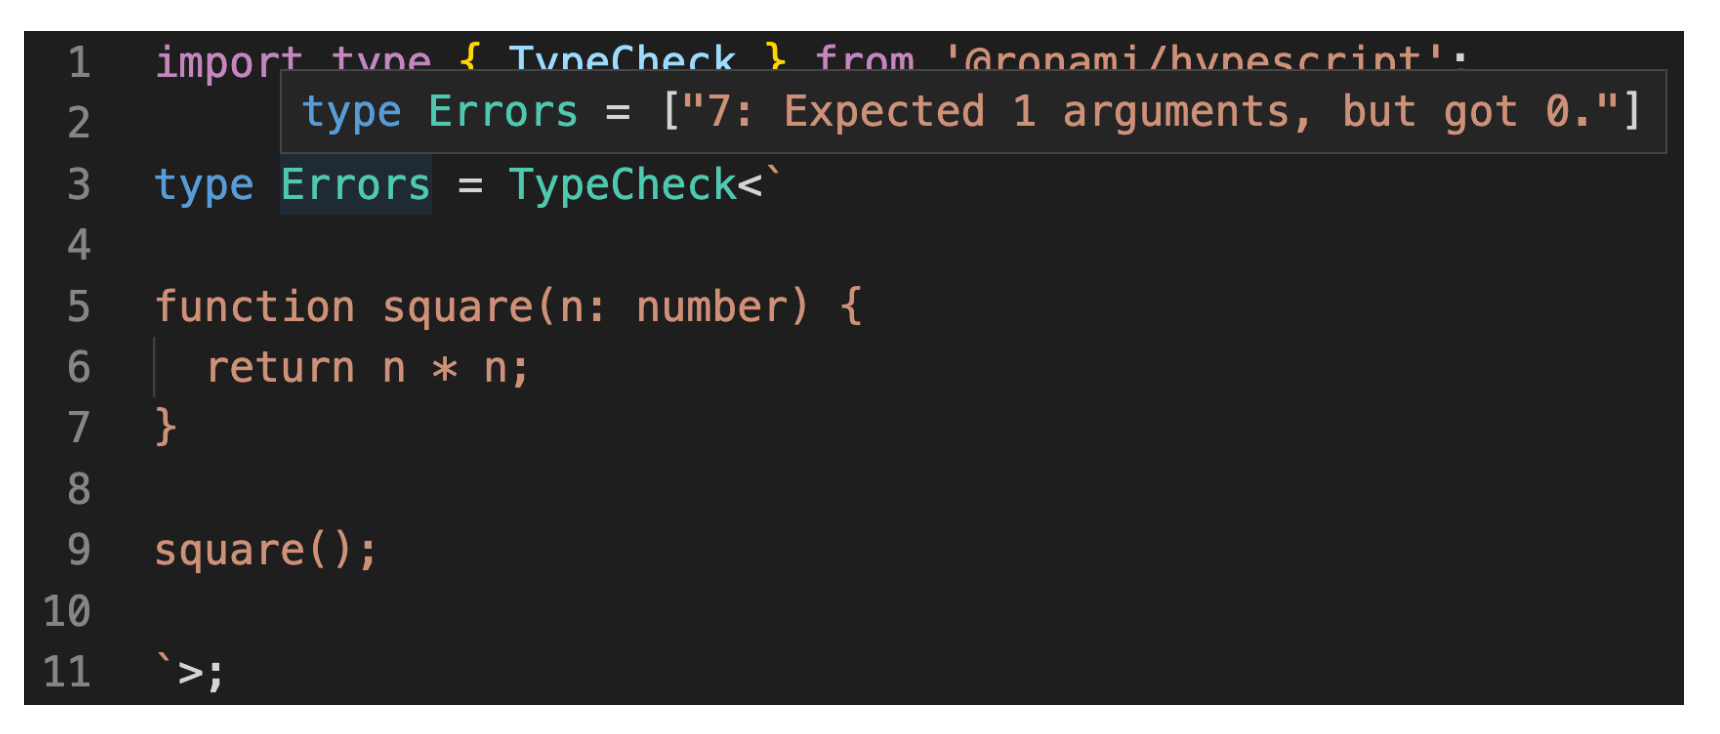 1 import type { TypeCheck } from '@ronami/hypescript';
type Errors = ["7: Expected 1 arguments, but got 0."]
2
3 type Errors = TypeCheck<`
4
5 function square(n: number) {
6 return n * n;
7 }
8
9 square();
10
11 `>;